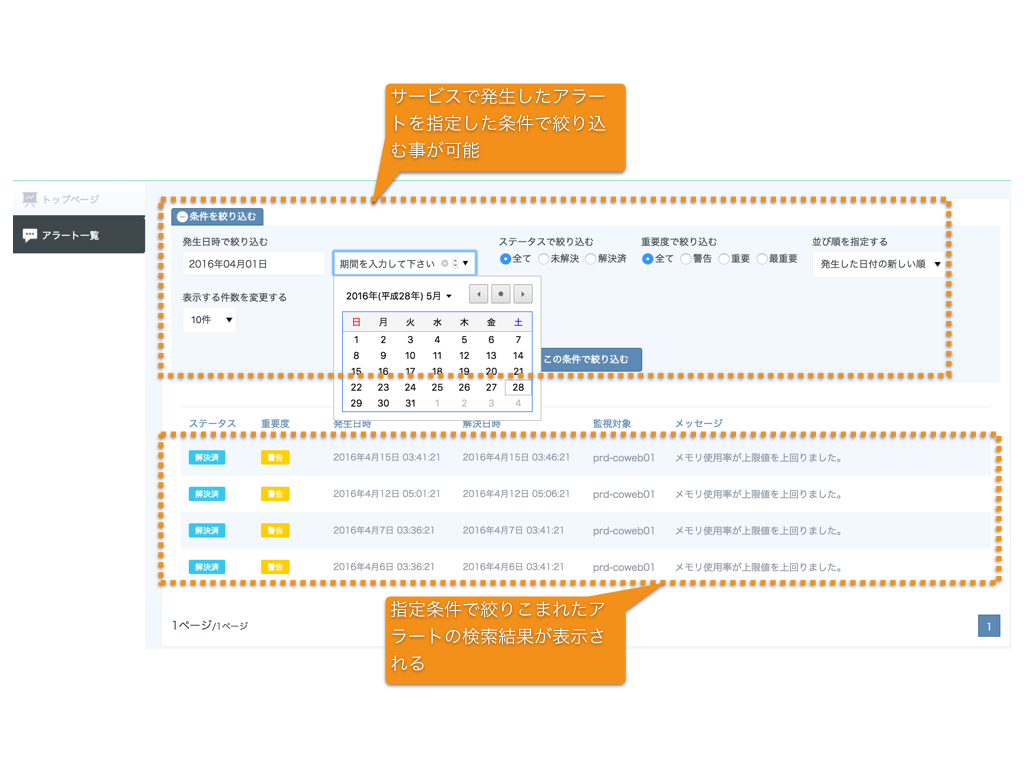 サービスで発生したアラー
トを指定した条件で絞り込
む事が可能
トップページ
アラート一覧
条件を絞り込む
発生日時で絞り込む
ステータスで絞り込む
重要度で絞り込む
並び順を指定する
2016年04月01日
期間を入力して下さい
全て 未解決 解決済
全て 警告 重要 最重要
発生した日付の新しい順
表示する件数を変更する
10件
2016年(平成28年) 5月
日 月 火 水 木 金 土
1 2 3 4 5 6 7
8 9 10 11 12 13 14
15 16 17 18 19 20 21
22 23 24 25 26 27 28
29 30 31 1 2 3 4
この条件で絞り込む
ステータス 重要度 発生日時 解決日時 監視対象 メッセージ
解決済 警告 2016年4月15日 03:41:21 2016年4月15日 03:46:21 prd-coweb01 メモリ使用率が上限値を上回りました。
解決済 警告 2016年4月12日 05:01:21 2016年4月12日 05:06:21 prd-coweb01 メモリ使用率が上限値を上回りました。
解決済 警告 2016年4月7日 03:36:21 2016年4月7日 03:41:21 prd-coweb01 メモリ使用率が上限値を上回りました。
解決済 警告 2016年4月6日 03:36:21 2016年4月6日 03:41:21 prd-coweb01 メモリ使用率が上限値を上回りました。
指定条件で絞りこまれたア
ラートの検索結果が表示さ
れる
1ページ/1ページ
1